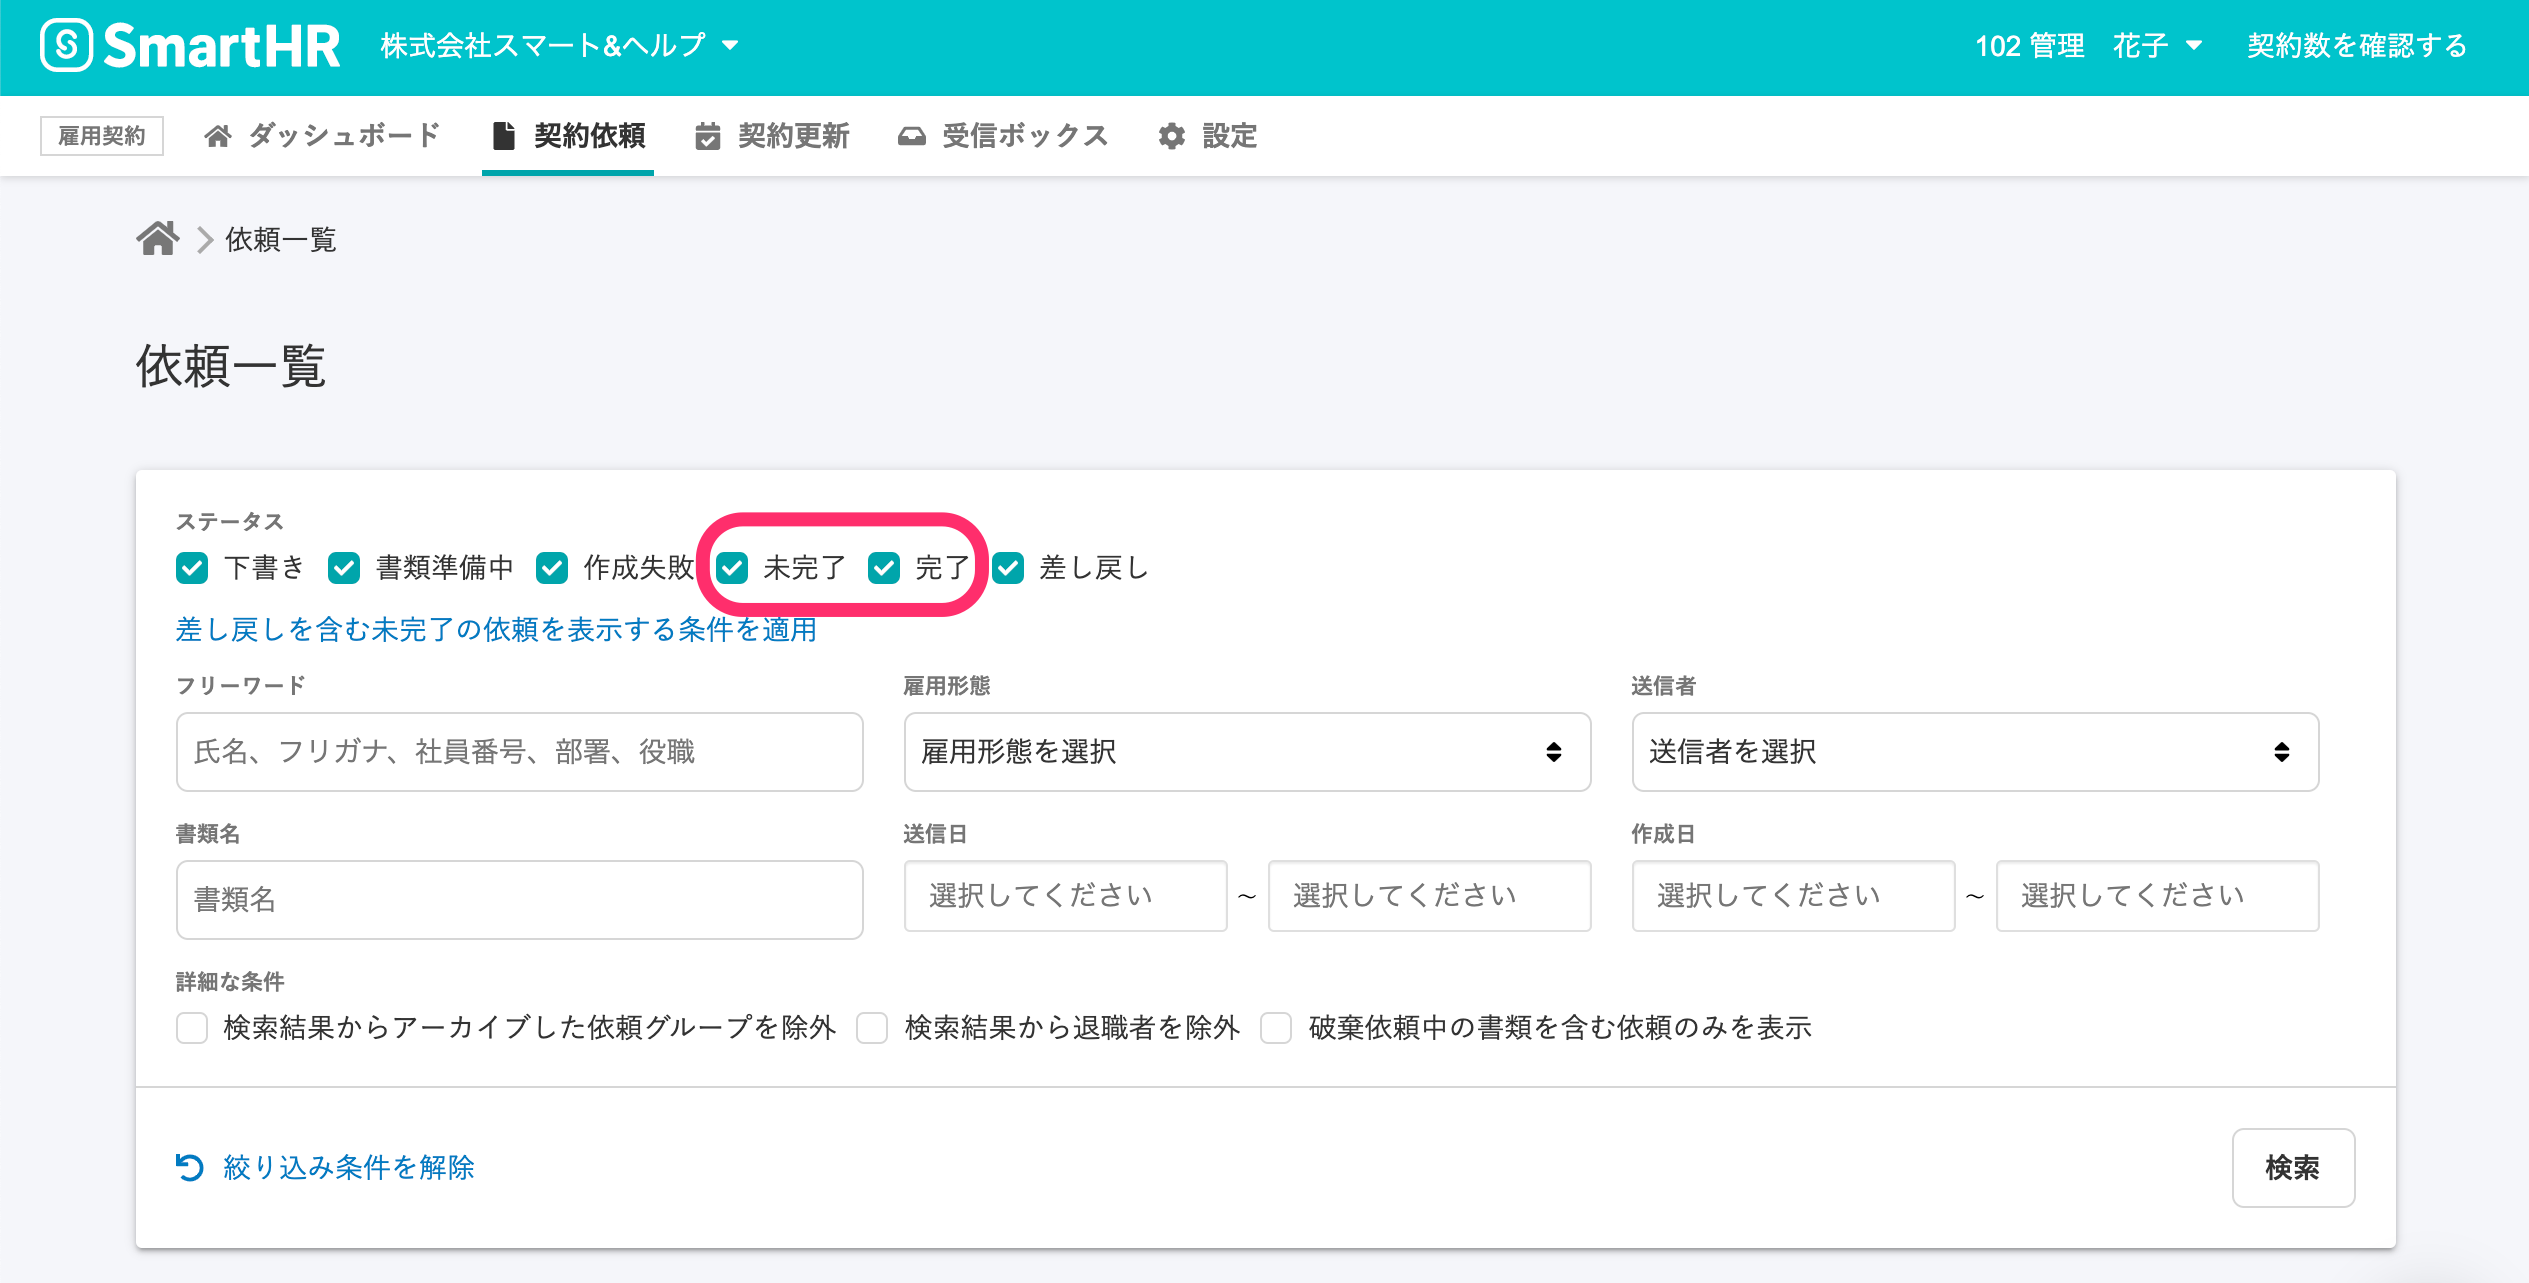 SmartHR 株式会社スマート&ヘルプ 102 管理 花子 契約数を確認する
雇用契約 ダッシュボード 契約依頼 契約更新 受信ボックス 設定
依頼一覧
依頼一覧
ステータス
下書き 書類準備中 作成失敗 未完了 完了 差し戻し
差し戻しを含む未完了の依頼を表示する条件を適用
フリーワード 雇用形態 送信者
氏名、フリガナ、社員番号、部署、役職 雇用形態を選択 送信者を選択
書類名 送信日 作成日
書類名 選択してください ~ 選択してください 選択してください ~ 選択してください
詳細な条件
検索結果からアーカイブした依頼グループを除外 検索結果から退職者を除外 破棄依頼中の書類を含む依頼のみを表示
絞り込み条件を解除 検索